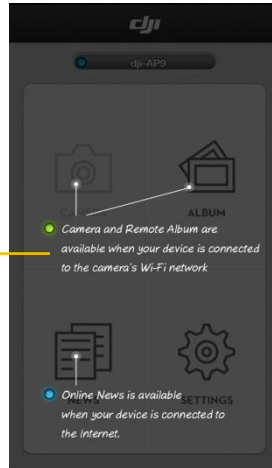 dji
dji-AP9
CAMERA
ALBUM
Camera and Remote Album are
available when your device is connected
to the camera's Wi-Fi network
NEWS
SETTINGS
Online News is available
when your device is connected to
the Internet.